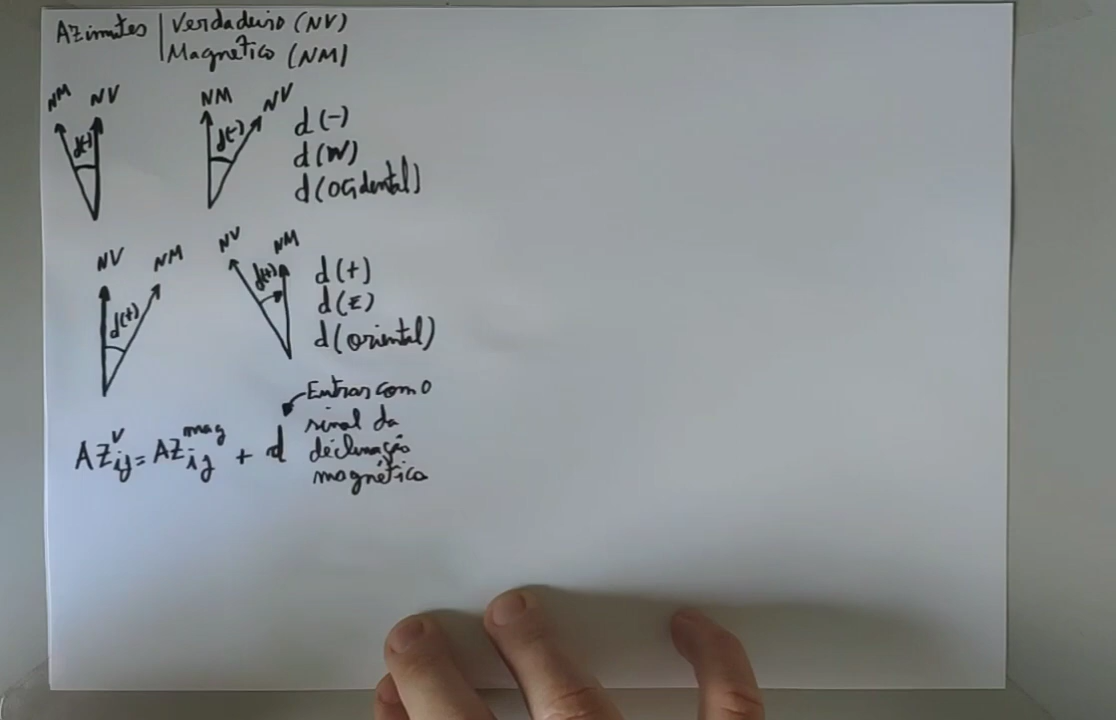 Azimutes | Verdadeiro (NV)
Magnético (NM)
NM NV
d(-)
NM NV
d(-)
d(-)
d(W)
d(ocidental)
NV NM
d(+)
NV NM
d(+)
d(+)
d(E)
d(oriental)
Entrar com o
sinal da
declinação
magnética
AZ^v_ij = AZ^mag_ij + d